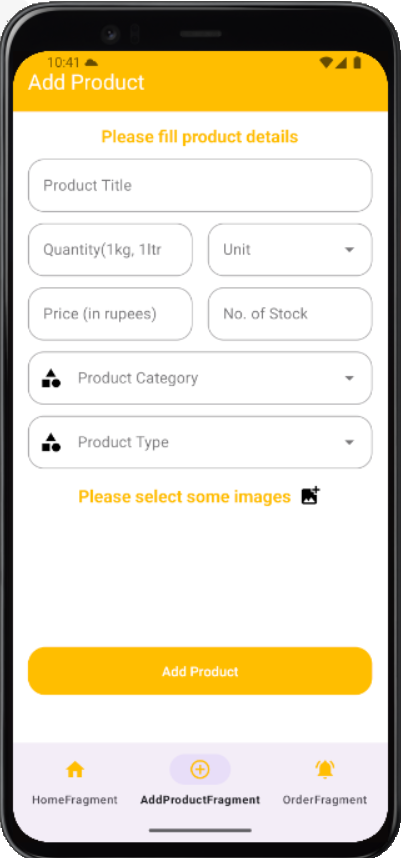 10:41
Add Product
Please fill product details
Product Title
Quantity(1kg, 1ltr
Unit
Price (in rupees)
No. of Stock
Product Category
Product Type
Please select some images
Add Product
HomeFragment
AddProductFragment
OrderFragment